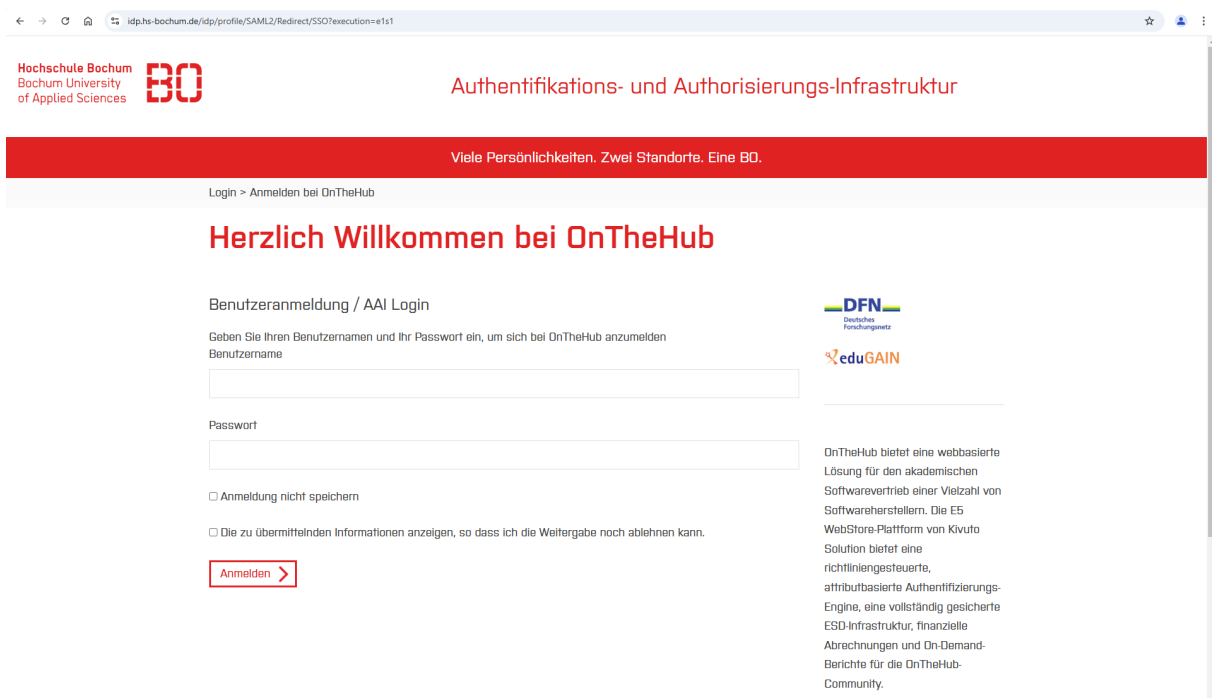 idp.hs-bochum.de/idp/profile/SAML2/Redirect/SSO?execution=e1s1
Hochschule Bochum
Bochum University
of Applied Sciences
BO
Authentifikations- und Authorisierungs-Infrastruktur
Viele Persönlichkeiten. Zwei Standorte. Eine BO.
Login > Anmelden bei OnTheHub
Herzlich Willkommen bei OnTheHub
Benutzeranmeldung / AAI Login
Geben Sie Ihren Benutzernamen und Ihr Passwort ein, um sich bei OnTheHub anzumelden
Benutzername
Passwort
Anmeldung nicht speichern
Die zu übermittelnden Informationen anzeigen, so dass ich die Weitergabe noch ablehnen kann.
Anmelden
DFN
Deutsches
Forschungsnetz
eduGAIN
OnTheHub bietet eine webbasierte
Lösung für den akademischen
Softwarevertrieb einer Vielzahl von
Softwareherstellern. Die E5
WebStore-Plattform von Kivuto
Solution bietet eine
richtliniengesteuerte,
attributbasierte Authentifizierungs-
Engine, eine vollständig gesicherte
ESD-Infrastruktur, finanzielle
Abrechnungen und On-Demand-
Berichte für die OnTheHub-
Community.